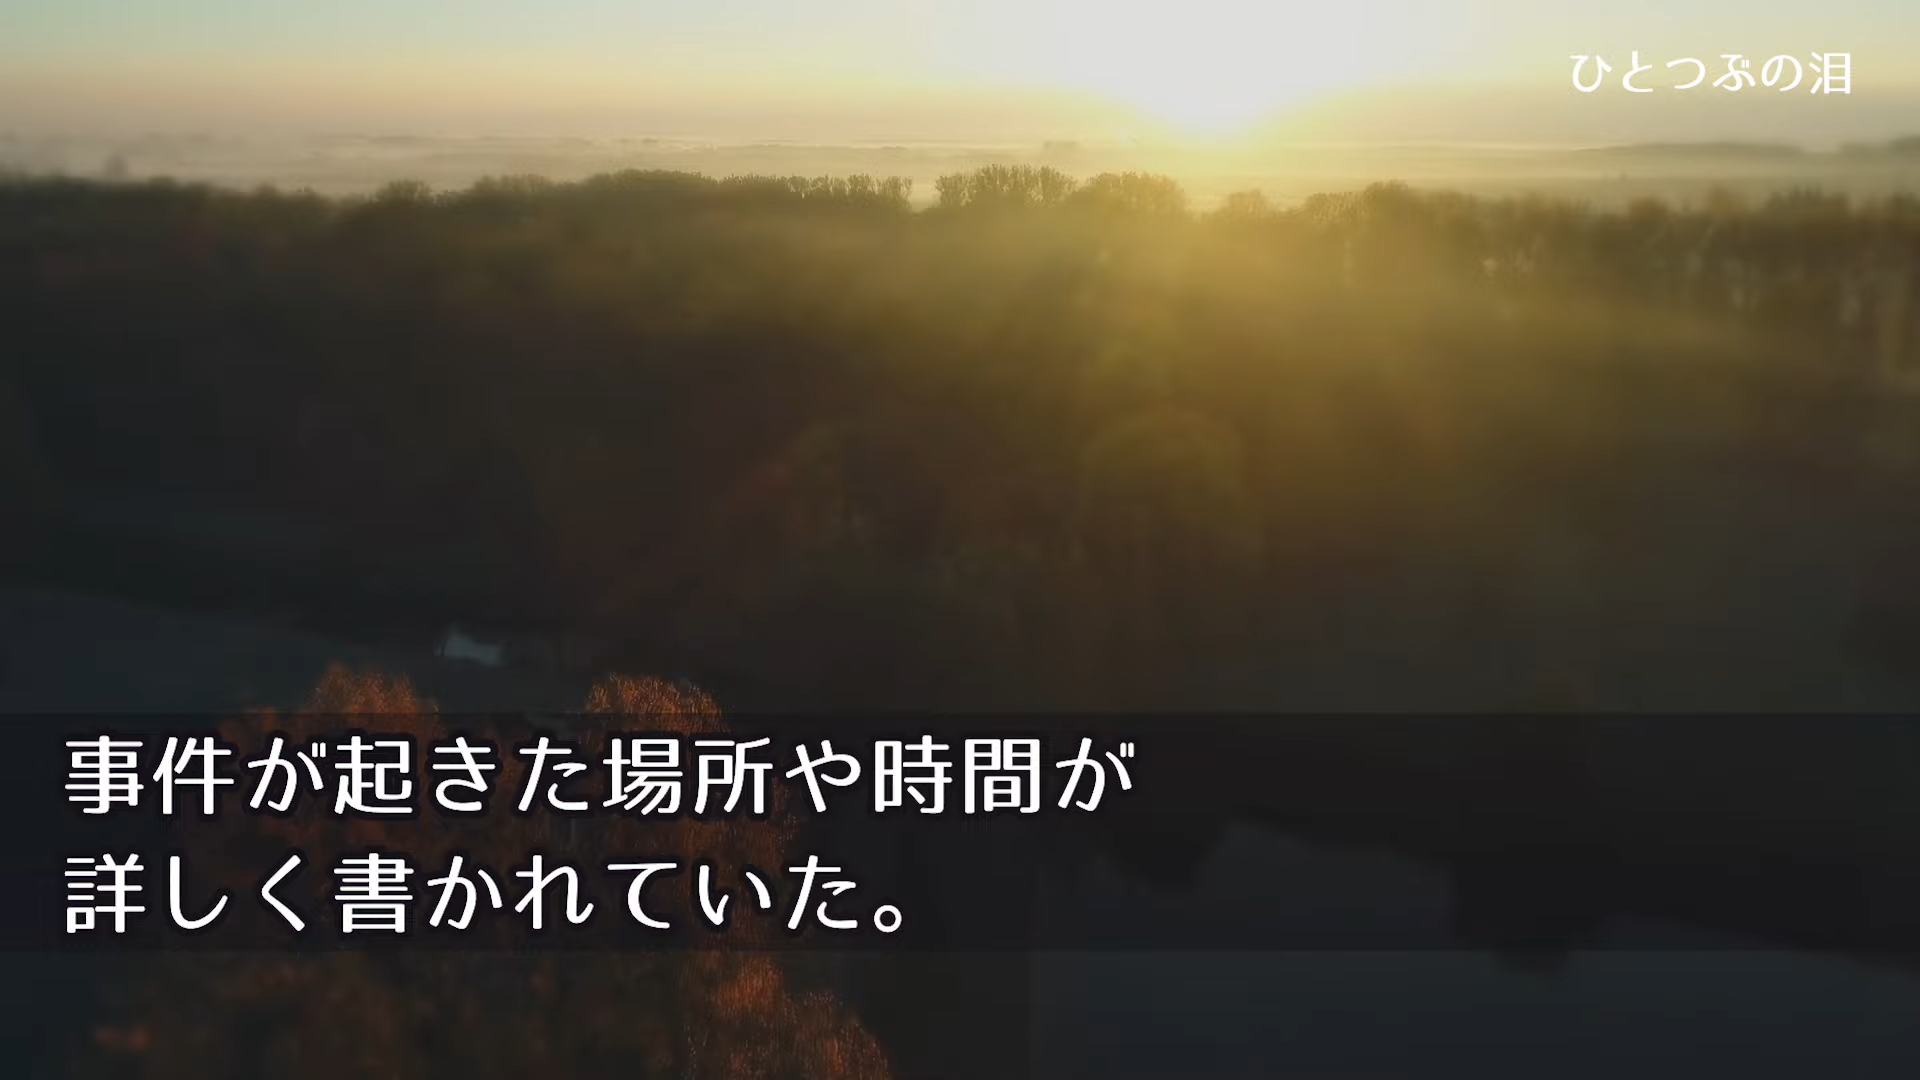 ひとつぶの泪
事件が起きた場所や時間が
詳しく書かれていた。